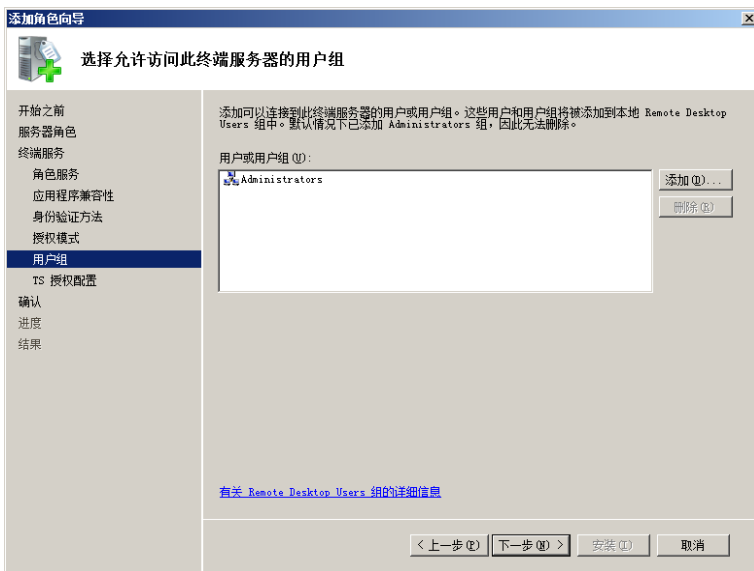 添加角色向导
选择允许访问此终端服务器的用户组
开始之前
服务器角色
终端服务
角色服务
应用程序兼容性
身份验证方法
授权模式
用户组
TS 授权配置
确认
进度
结果
添加可以连接到此终端服务器的用户或用户组。这些用户和用户组将被添加到本地 Remote Desktop
Users 组中。默认情况下已添加 Administrators 组，因此无法删除。
用户或用户组(U):
Administrators
添加(D)...
删除(R)
有关 Remote Desktop Users 组的详细信息
< 上一步(P)
下一步(N) >
安装(I)
取消